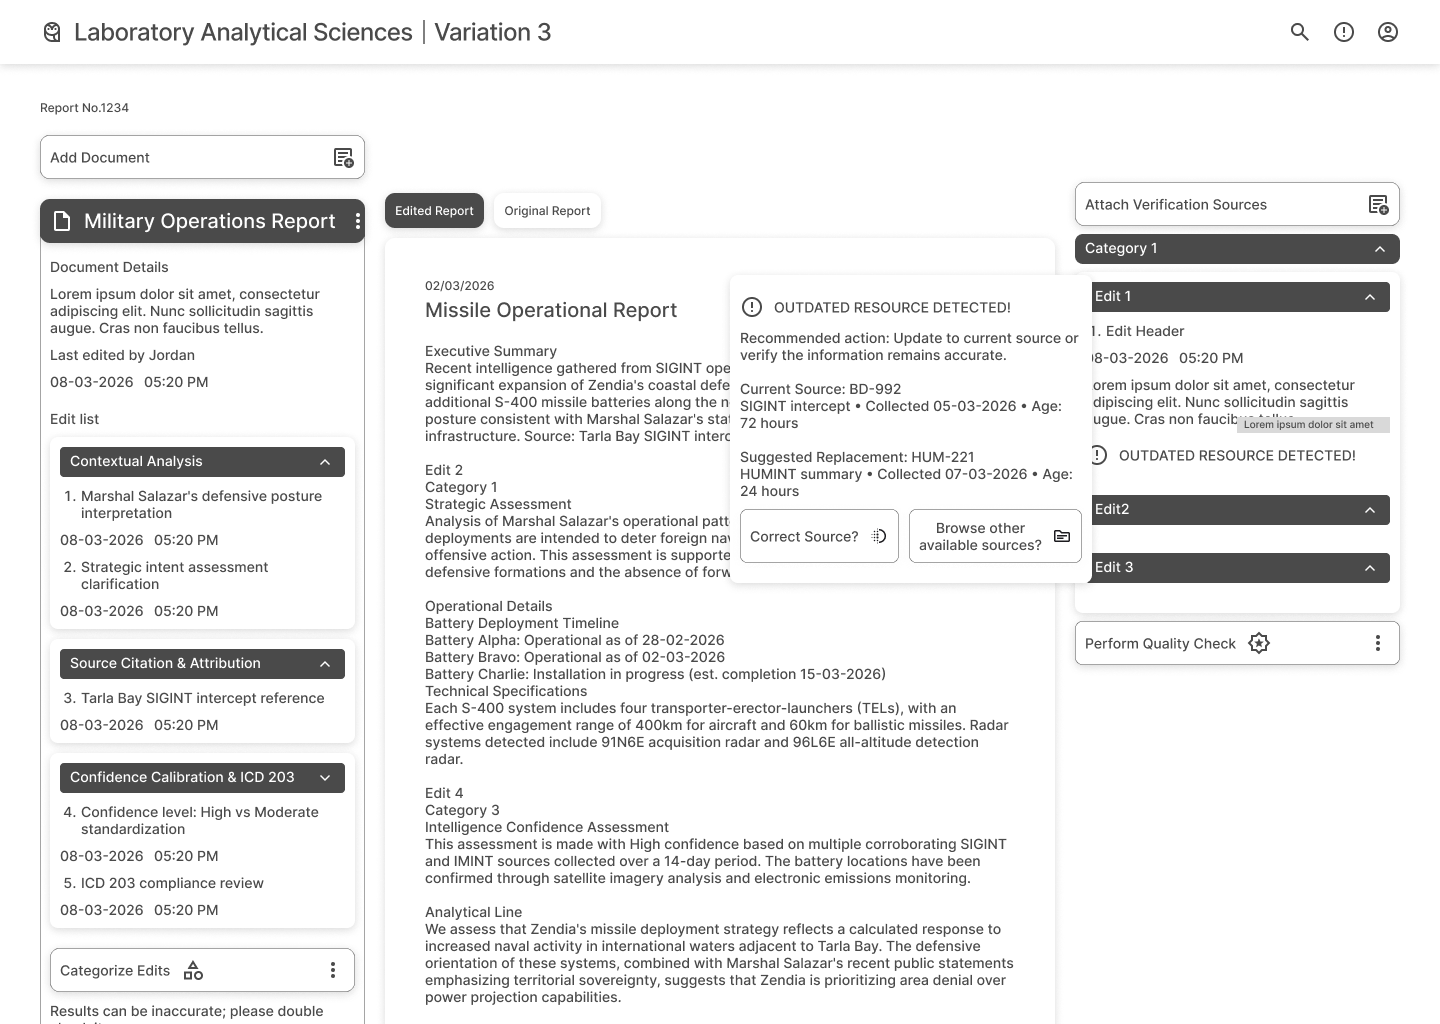 Laboratory Analytical Sciences | Variation 3
Report No.1234
Add Document
Military Operations Report
Document Details
Lorem ipsum dolor sit amet, consectetur
adipiscing elit. Nunc sollicitudin sagittis
augue. Cras non faucibus tellus.
Last edited by Jordan
08-03-2026 05:20 PM
Edit list
Contextual Analysis
1. Marshal Salazar's defensive posture
interpretation
08-03-2026 05:20 PM
2. Strategic intent assessment
clarification
08-03-2026 05:20 PM
Source Citation & Attribution
3. Tarla Bay SIGINT intercept reference
08-03-2026 05:20 PM
Confidence Calibration & ICD 203
4. Confidence level: High vs Moderate
standardization
08-03-2026 05:20 PM
5. ICD 203 compliance review
08-03-2026 05:20 PM
Categorize Edits
Results can be inaccurate; please double
Edited Report
Original Report
02/03/2026
Missile Operational Report
Executive Summary
Recent intelligence gathered from SIGINT
significant expansion of Zendia's coastal
additional S-400 missile batteries along the
posture consistent with Marshal Salazar's
infrastructure. Source: Tarla Bay SIGINT
Edit 2
Category 1
Strategic Assessment
Analysis of Marshal Salazar's operational
deployments are intended to deter foreign
offensive action. This assessment is
defensive formations and the absence of
Operational Details
Battery Deployment Timeline
Battery Alpha: Operational as of 28-02-2026
Battery Bravo: Operational as of 02-03-2026
Battery Charlie: Installation in progress (est. completion 15-03-2026)
Technical Specifications
Each S-400 system includes four transporter-erector-launchers (TELs), with an
effective engagement range of 400km for aircraft and 60km for ballistic missiles. Radar
systems detected include 91N6E acquisition radar and 96L6E all-altitude detection
radar.
Edit 4
Category 3
Intelligence Confidence Assessment
This assessment is made with High confidence based on multiple corroborating SIGINT
and IMINT sources collected over a 14-day period. The battery locations have been
confirmed through satellite imagery analysis and electronic emissions monitoring.
Analytical Line
We assess that Zendia's missile deployment strategy reflects a calculated response to
increased naval activity in international waters adjacent to Tarla Bay. The defensive
orientation of these systems, combined with Marshal Salazar's recent public statements
emphasizing territorial sovereignty, suggests that Zendia is prioritizing area denial over
power projection capabilities.
OUTDATED RESOURCE DETECTED!
Recommended action: Update to current source or
verify the information remains accurate.
Current Source: BD-992
SIGINT intercept • Collected 05-03-2026 • Age:
72 hours
Suggested Replacement: HUM-221
HUMINT summary • Collected 07-03-2026 • Age:
24 hours
Correct Source?
Browse other
available sources?
Attach Verification Sources
Category 1
Edit 1
1. Edit Header
08-03-2026 05:20 PM
ipsum dolor sit amet, consectetur
elit. Nunc sollicitudin sagittis
Cras non
Lorem ipsum dolor sit amet
OUTDATED RESOURCE DETECTED!
Edit2
Edit 3
Perform Quality Check